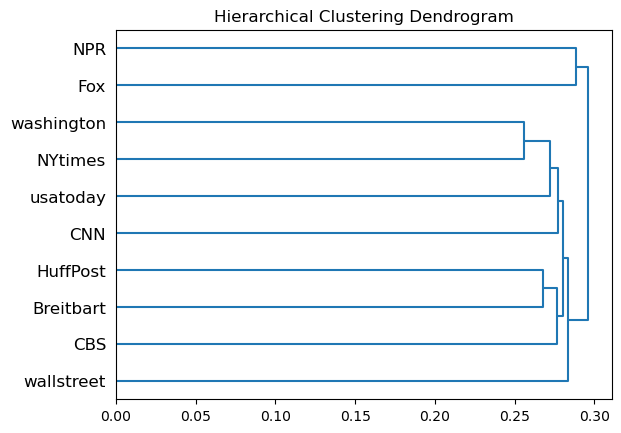 Hierarchical Clustering Dendrogram
NPR
Fox
washington
NYtimes
usatoday
CNN
HuffPost
Breitbart
CBS
wallstreet
0.00 0.05 0.10 0.15 0.20 0.25 0.30